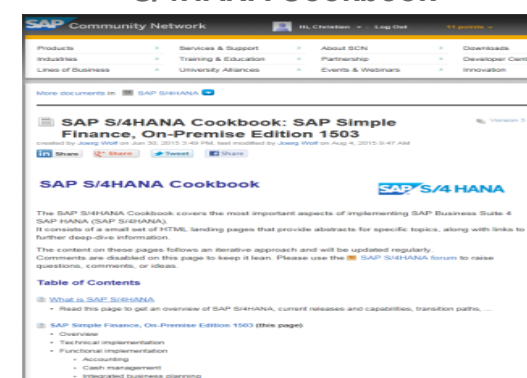 S/4HANA Cookbook
SAP Community Network
Hi, Christian
Log Out
11 points
Products
Services & Support
About SCN
Downloads
Industries
Training & Education
Partnership
Developer Cent
Lines of Business
University Alliances
Events & Webinars
Innovation
More documents in SAP S/4HANA
SAP S/4HANA Cookbook: SAP Simple
Finance, On-Premise Edition 1503
Version 3
created by Joerg Wolf on Jun 30, 2015 3:49 PM, last modified by Joerg Wolf on Aug 4, 2015 9:47 AM
in Share
Share
Tweet
Share
SAP S/4HANA Cookbook
SAP S/4 HANA
The SAP S/4HANA Cookbook covers the most important aspects of implementing SAP Business Suite 4
SAP HANA (SAP S/4HANA).
It consists of a small set of HTML landing pages that provide abstracts for specific topics, along with links to
further deep-dive information.
The content on these pages follows an iterative approach and will be updated regularly.
Comments are disabled on this page to keep it lean. Please use the SAP S/4HANA forum to raise
questions, comments, or ideas.
Table of Contents
What is SAP S/4HANA
• Read this page to get an overview of SAP S/4HANA, current releases and capabilities, transition paths, ...
SAP Simple Finance, On-Premise Edition 1503 (this page)
• Overview
• Technical implementation
• Functional implementation
• Accounting
• Cash management
• Integrated business planning